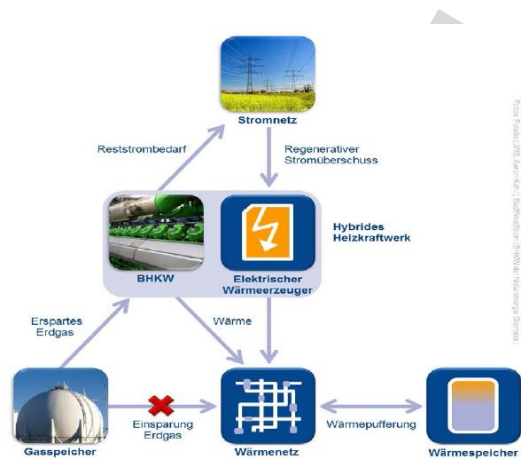 Stromnetz
Reststrombedarf
Regenerativer
Stromüberschuss
BHKW
Elektrischer
Wärmeerzeuger
Hybrides
Heizkraftwerk
Erspartes
Erdgas
Wärme
Gasspeicher
Einsparung
Erdgas
Wärmenetz
Wärmepufferung
Wärmespeicher